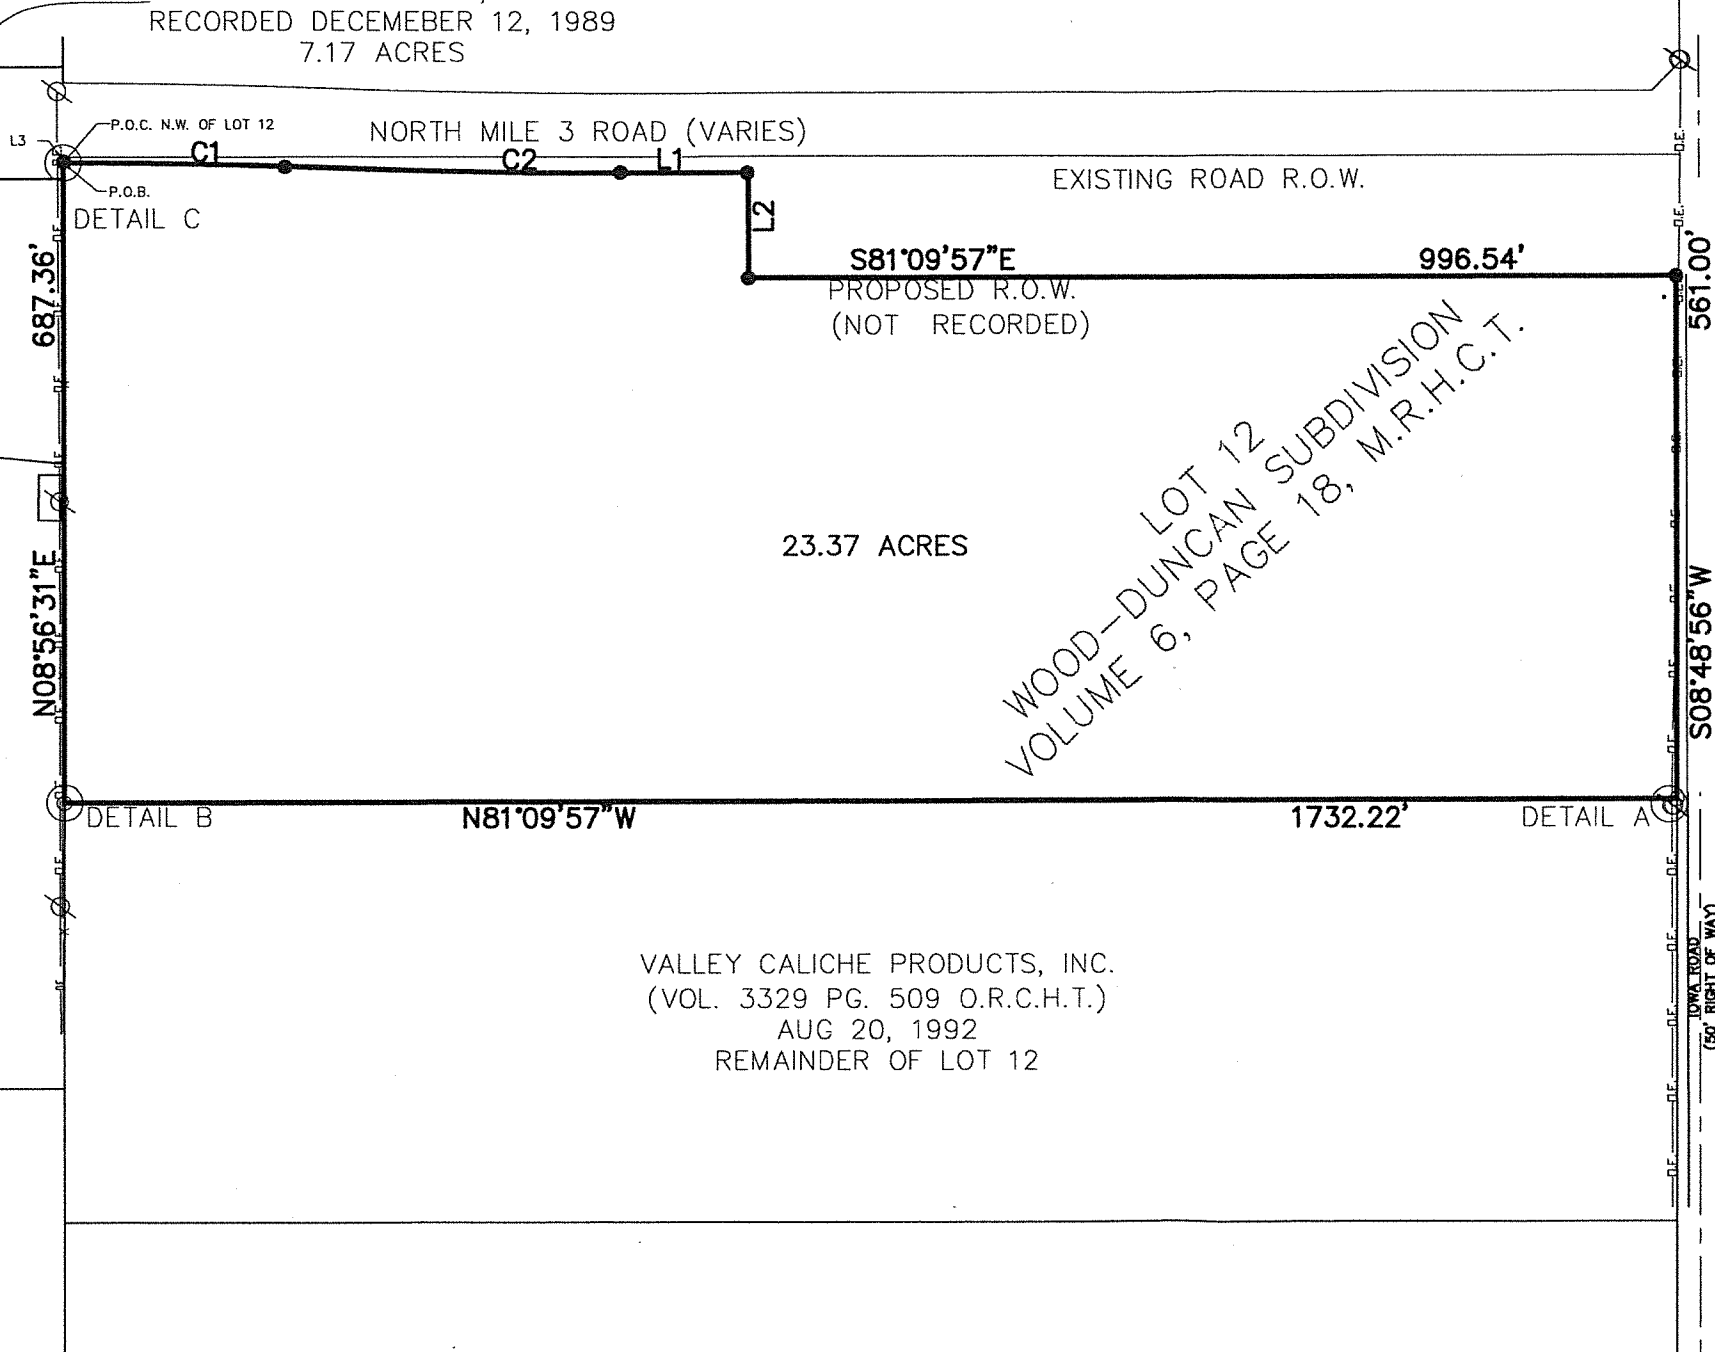 RECORDED DECEMEBER 12, 1989
7.17 ACRES
P.O.C. N.W. OF LOT 12
NORTH MILE 3 ROAD (VARIES)
L3
C1
C2
L1
P.O.B.
EXISTING ROAD R.O.W.
DETAIL C
L2
687.36'
S81°09'57"E
996.54'
561.00'
PROPOSED R.O.W.
(NOT RECORDED)
LOT 12
WOOD-DUNCAN SUBDIVISION
VOLUME 6, PAGE 18, M.R.H.C.T.
23.37 ACRES
N08°56'31"E
S08°48'56"W
DETAIL B
N81°09'57"W
1732.22'
DETAIL A
VALLEY CALICHE PRODUCTS, INC.
(VOL. 3329 PG. 509 O.R.C.H.T.)
AUG 20, 1992
REMAINDER OF LOT 12
IOWA ROAD
(50' RIGHT OF WAY)